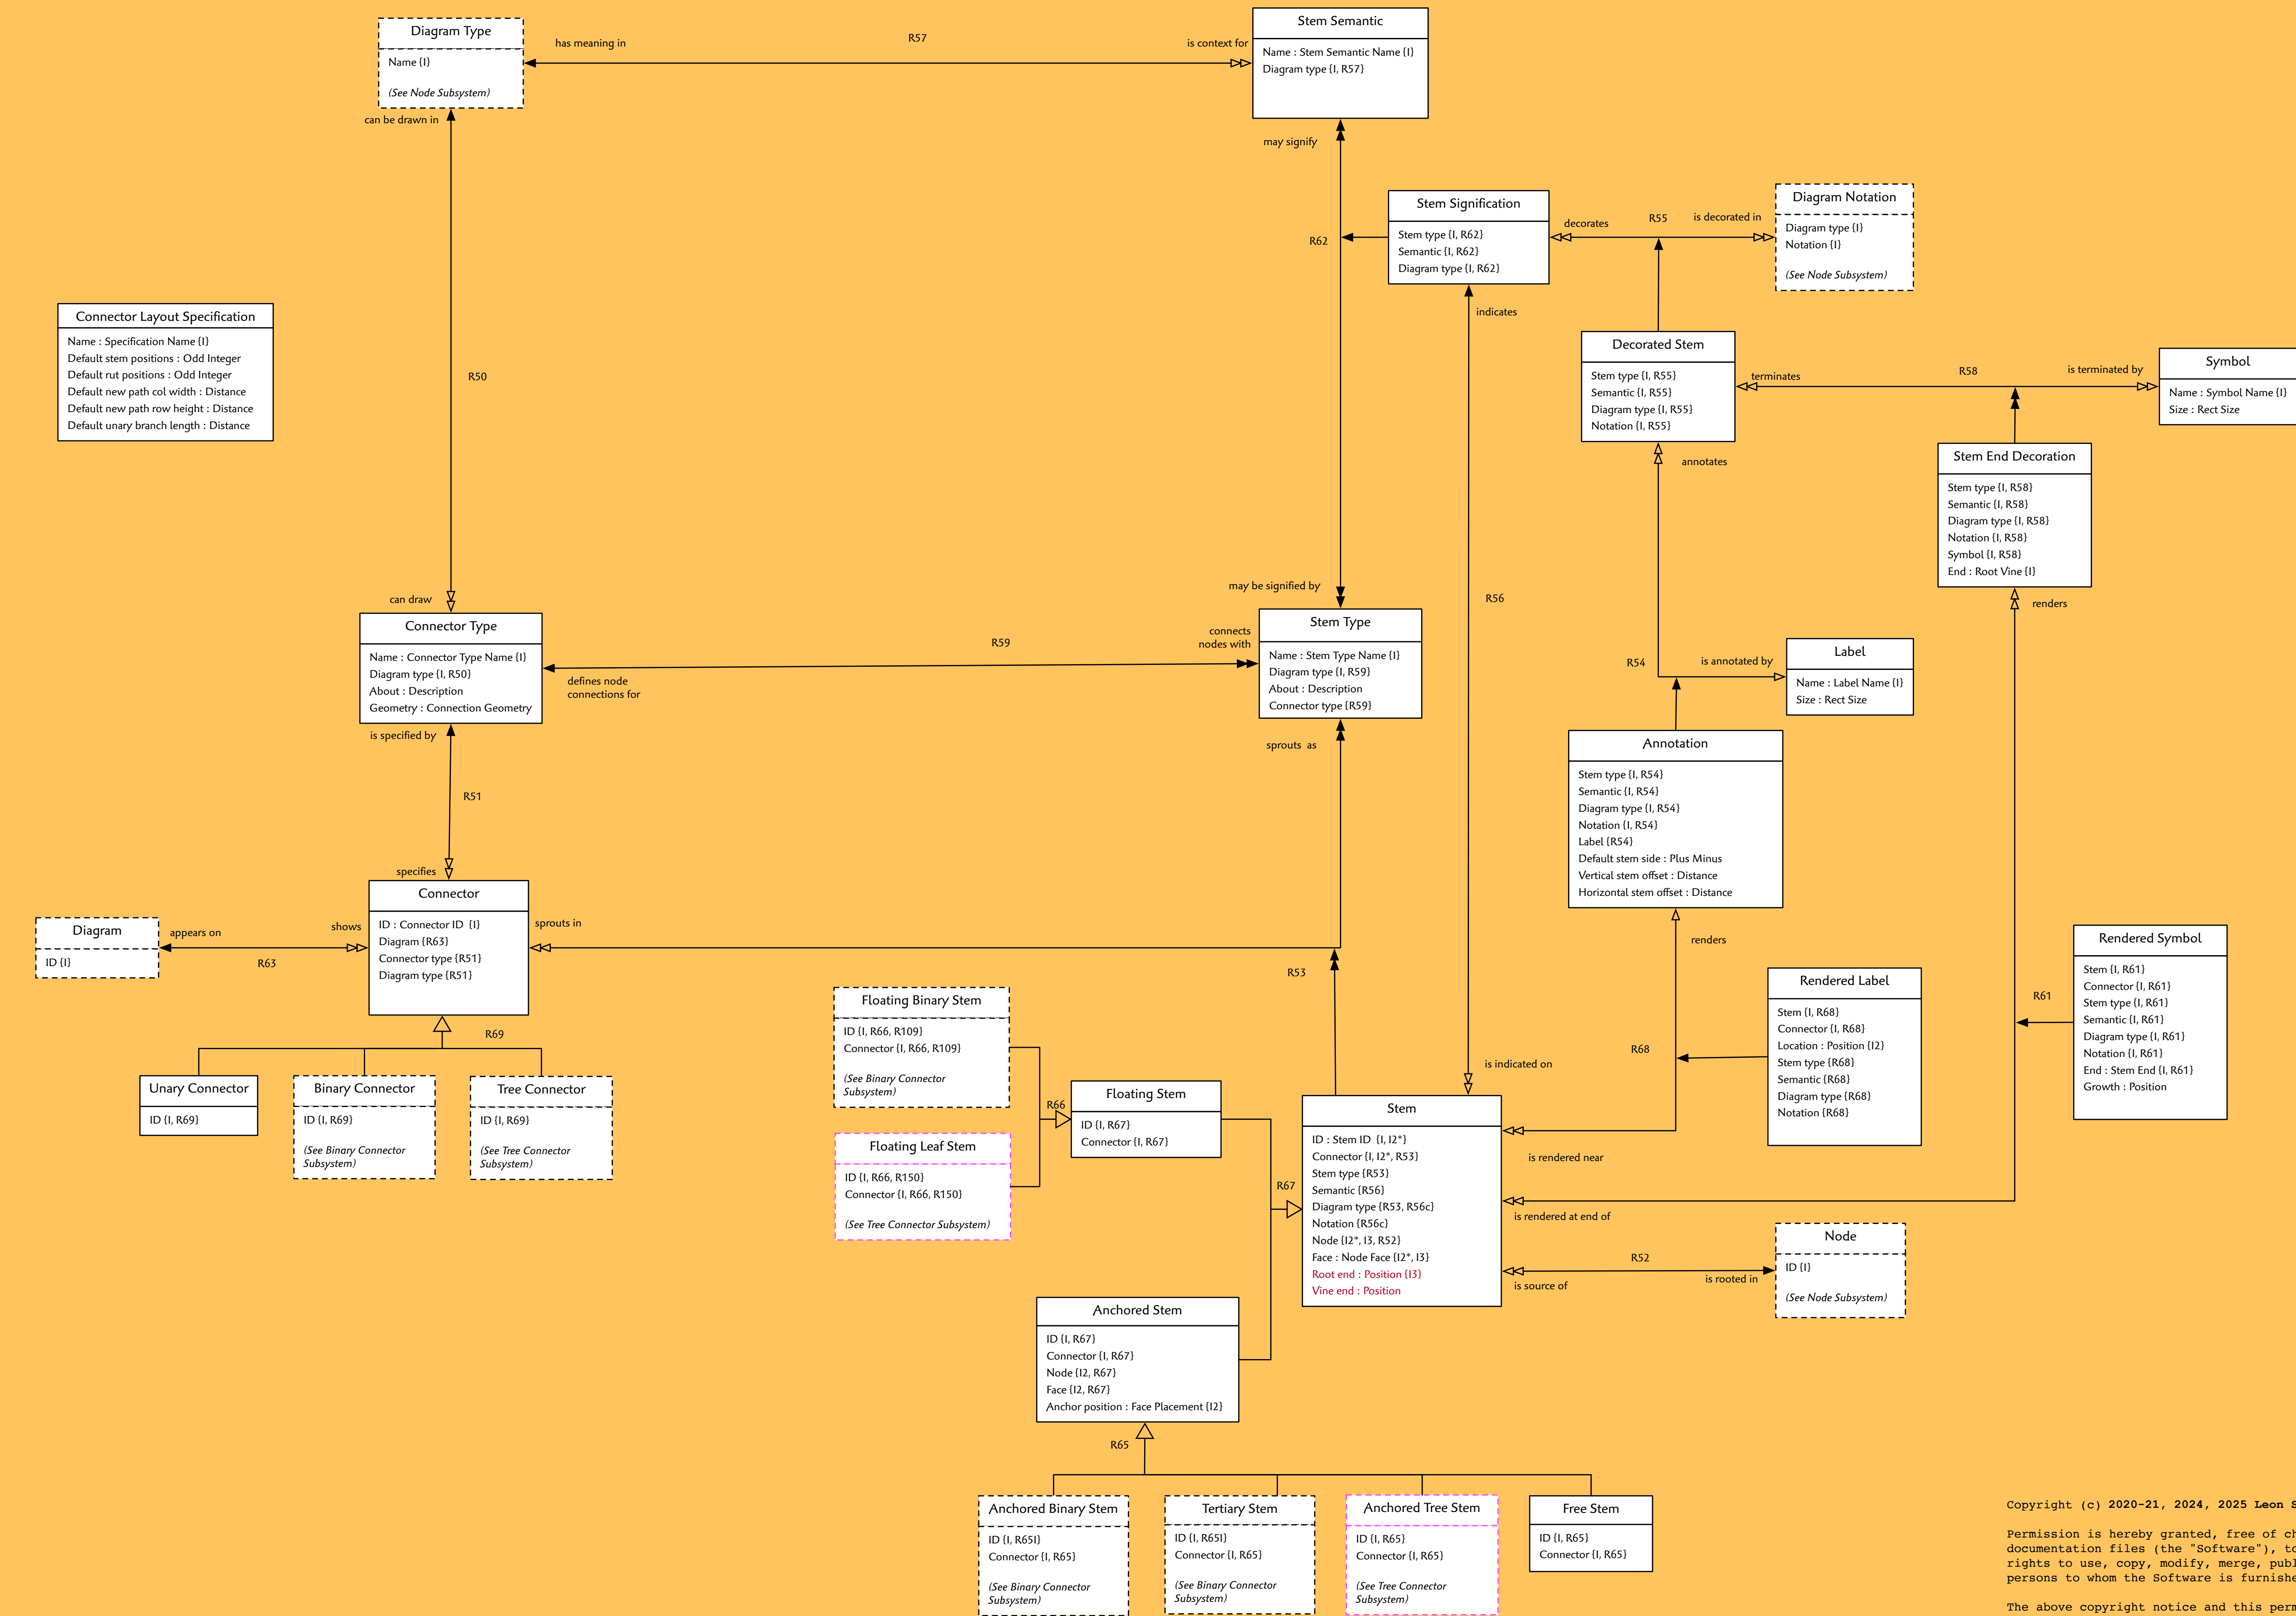 Diagram Type
Name {I}
(See Node Subsystem)
has meaning in
R57
is context for
Stem Semantic
Name : Stem Semantic Name {I}
Diagram type {I, R57}
can be drawn in
may signify
Stem Signification
Stem type {I, R62}
Semantic {I, R62}
Diagram type {I, R62}
R62
decorates
R55
is decorated in
Diagram Notation
Diagram type {I}
Notation {I}
(See Node Subsystem)
indicates
Connector Layout Specification
Name : Specification Name {I}
Default stem positions : Odd Integer
Default rut positions : Odd Integer
Default new path col width : Distance
Default new path row height : Distance
Default unary branch length : Distance
R50
Decorated Stem
Stem type {I, R55}
Semantic {I, R55}
Diagram type {I, R55}
Notation {I, R55}
terminates
R58
is terminated by
Symbol
Name : Symbol Name {I}
Size : Rect Size
annotates
Stem End Decoration
Stem type {I, R58}
Semantic {I, R58}
Diagram type {I, R58}
Notation {I, R58}
Symbol {I, R58}
End : Root Vine {I}
renders
can draw
may be signified by
R56
Connector Type
Name : Connector Type Name {I}
Diagram type {I, R50}
About : Description
Geometry : Connection Geometry
defines node
connections for
R59
connects
nodes with
Stem Type
Name : Stem Type Name {I}
Diagram type {I, R59}
About : Description
Connector type {R59}
R54
is annotated by
Label
Name : Label Name {I}
Size : Rect Size
is specified by
sprouts as
Annotation
Stem type {I, R54}
Semantic {I, R54}
Diagram type {I, R54}
Notation {I, R54}
Label {R54}
Default stem side : Plus Minus
Vertical stem offset : Distance
Horizontal stem offset : Distance
R51
specifies
Diagram
ID {I}
appears on
R63
shows
Connector
ID : Connector ID {I}
Diagram {R63}
Connector type {R51}
Diagram type {R51}
sprouts in
R53
renders
Rendered Label
Stem {I, R68}
Connector {I, R68}
Location : Position {I2}
Stem type {R68}
Semantic {R68}
Diagram type {R68}
Notation {R68}
R68
R61
Rendered Symbol
Stem {I, R61}
Connector {I, R61}
Stem type {I, R61}
Semantic {I, R61}
Diagram type {I, R61}
Notation {I, R61}
End : Stem End {I, R61}
Growth : Position
R69
Unary Connector
ID {I, R69}
Binary Connector
ID {I, R69}
(See Binary Connector
Subsystem)
Tree Connector
ID {I, R69}
(See Tree Connector
Subsystem)
Floating Binary Stem
ID {I, R66, R109}
Connector {I, R66, R109}
(See Binary Connector
Subsystem)
R66
Floating Stem
ID {I, R67}
Connector {I, R67}
Floating Leaf Stem
ID {I, R66, R150}
Connector {I, R66, R150}
(See Tree Connector Subsystem)
R67
is indicated on
Stem
ID : Stem ID {I, I2*}
Connector {I, I2*, R53}
Stem type {R53}
Semantic {R56}
Diagram type {R53, R56c}
Notation {R56c}
Node {I2*, I3, R52}
Face : Node Face {I2*, I3}
Root end : Position {I3}
Vine end : Position
is rendered near
is rendered at end of
is source of
R52
is rooted in
Node
ID {I}
(See Node Subsystem)
Anchored Stem
ID {I, R67}
Connector {I, R67}
Node {I2, R67}
Face {I2, R67}
Anchor position : Face Placement {I2}
R65
Anchored Binary Stem
ID {I, R65I}
Connector {I, R65}
(See Binary Connector
Subsystem)
Tertiary Stem
ID {I, R65I}
Connector {I, R65}
(See Binary Connector
Subsystem)
Anchored Tree Stem
ID {I, R65}
Connector {I, R65}
(See Tree Connector
Subsystem)
Free Stem
ID {I, R65}
Connector {I, R65}
Copyright (c) 2020-21, 2024, 2025 Leon
Permission is hereby granted, free of
documentation files (the "Software"),
rights to use, copy, modify, merge,
persons to whom the Software is
The above copyright notice and this